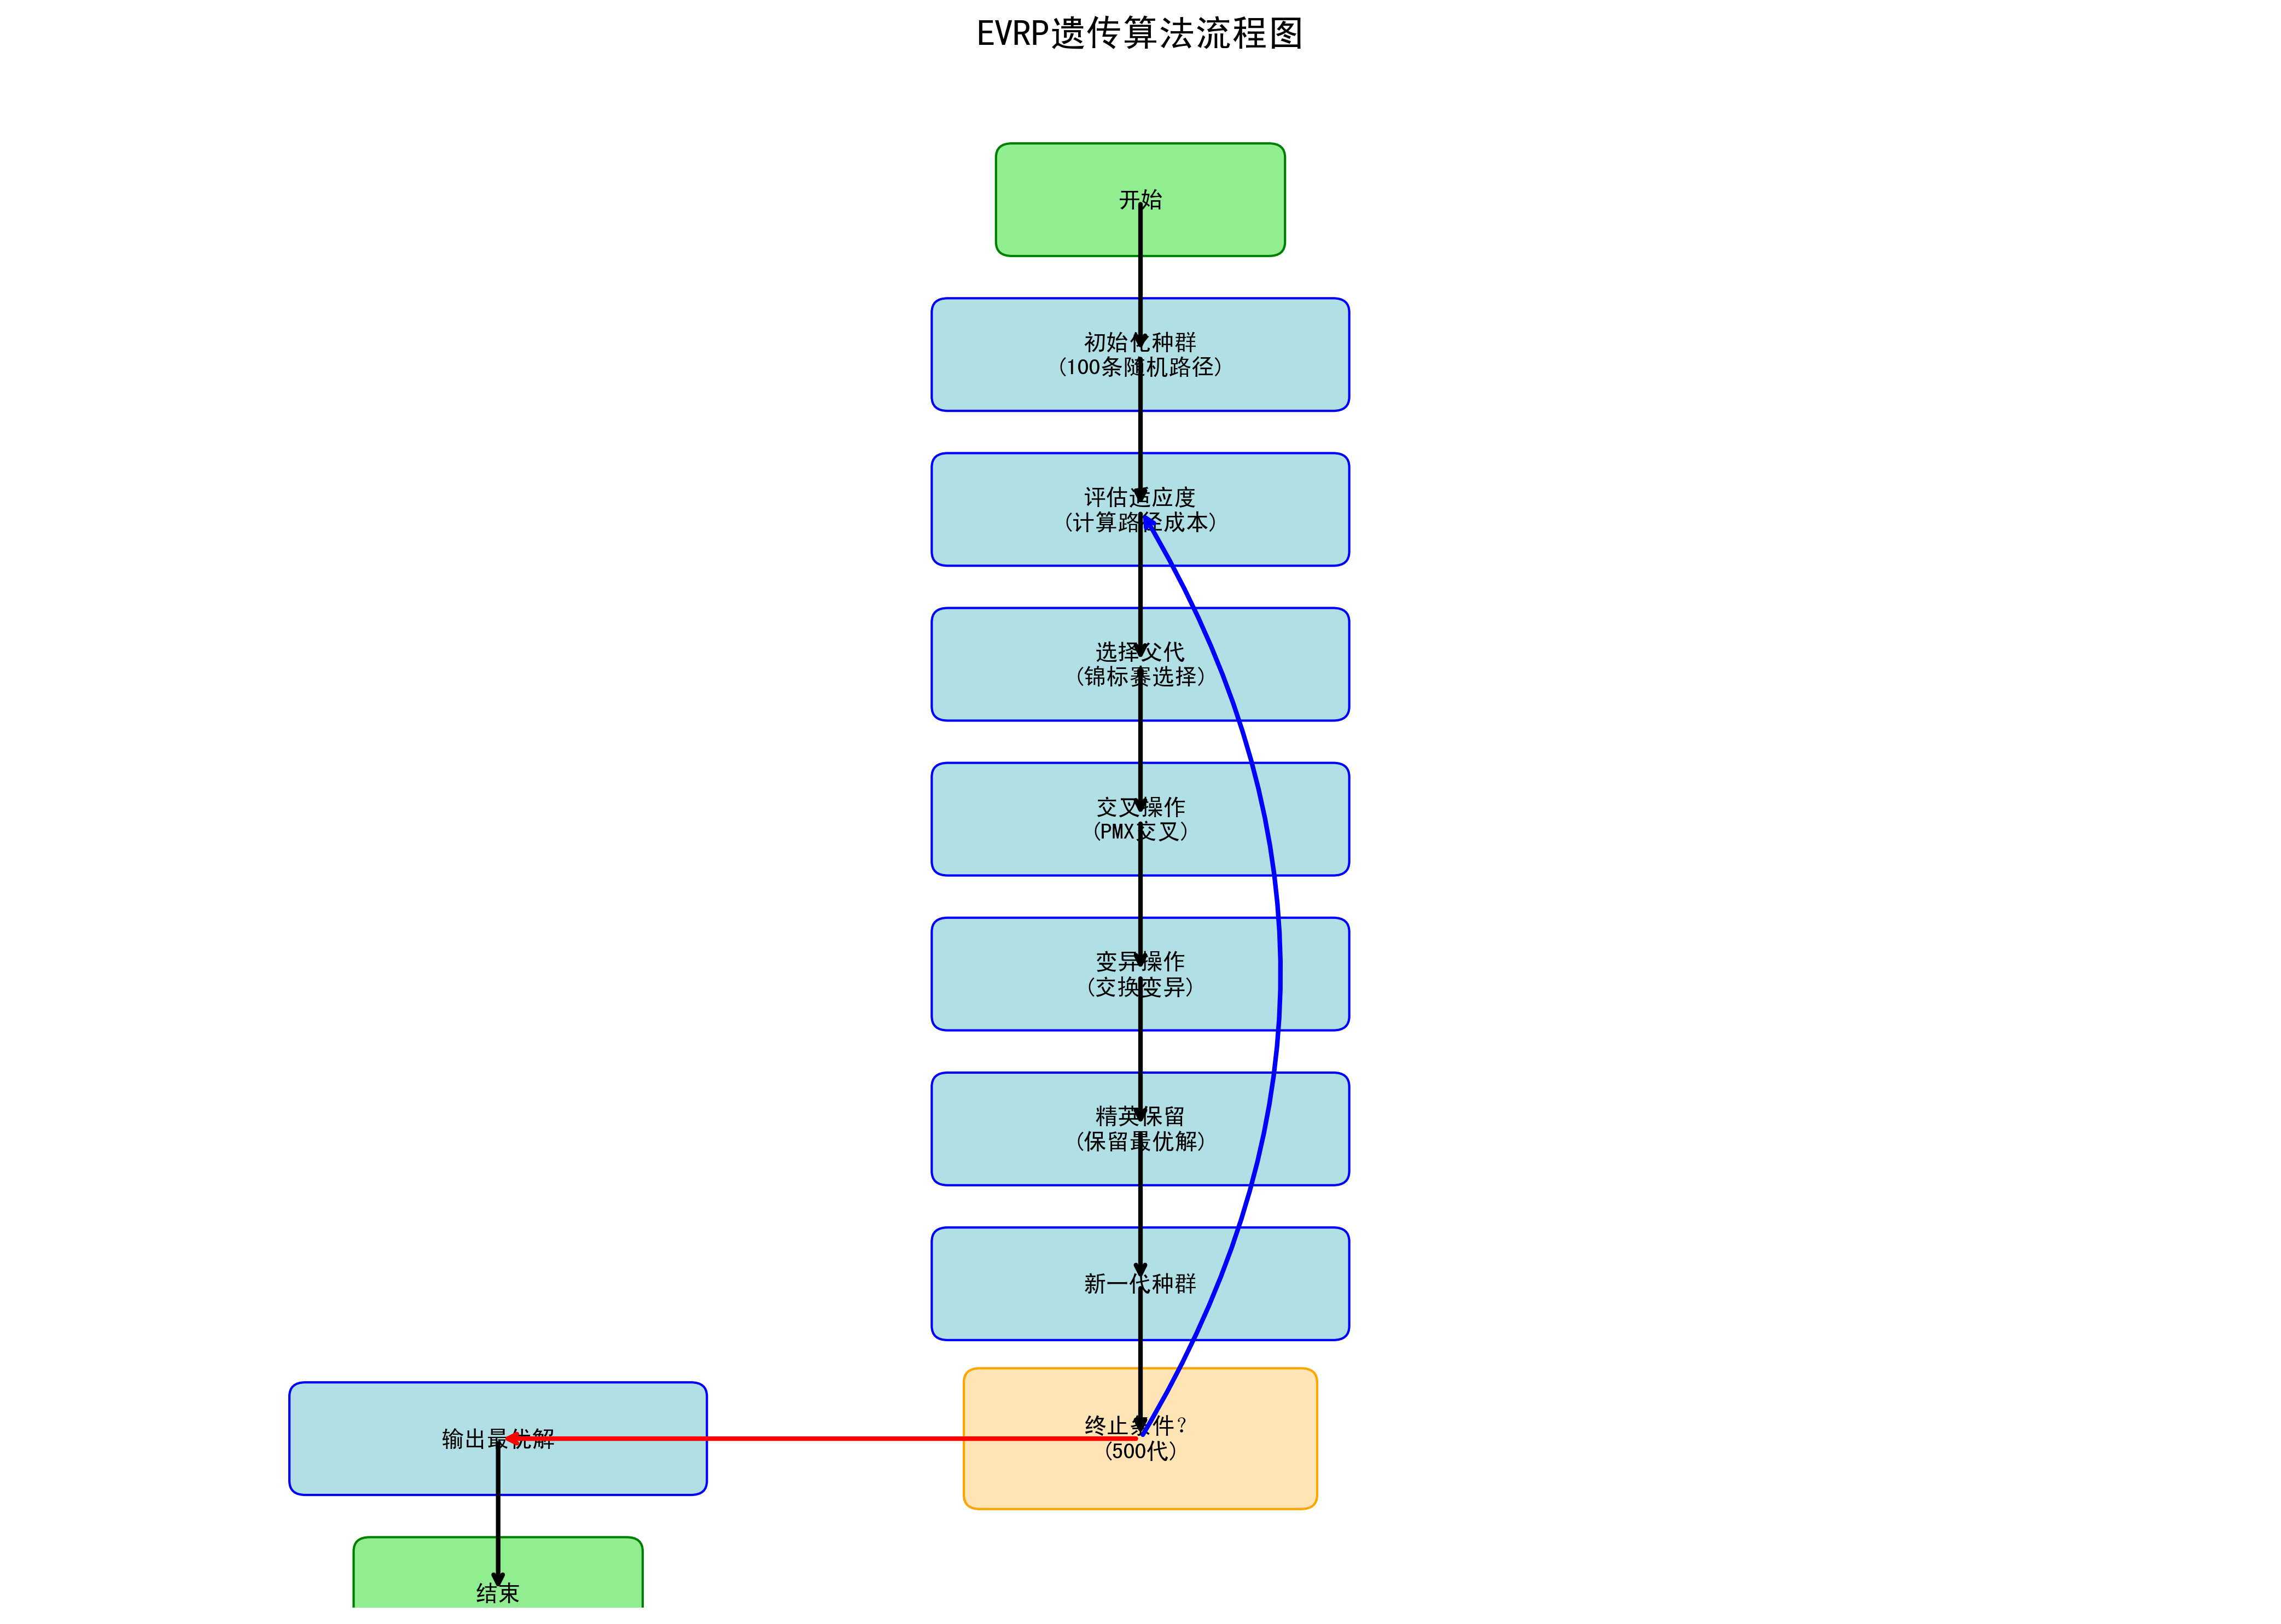 EVRP遗传算法流程图
开始
初始化种群
(100条随机路径)
评估适应度
(计算路径成本)
选择父代
(锦标赛选择)
交叉操作
(PMX交叉)
变异操作
(交换变异)
精英保留
(保留最优解)
新一代种群
终止条件?
(500代)
输出最优解
结束